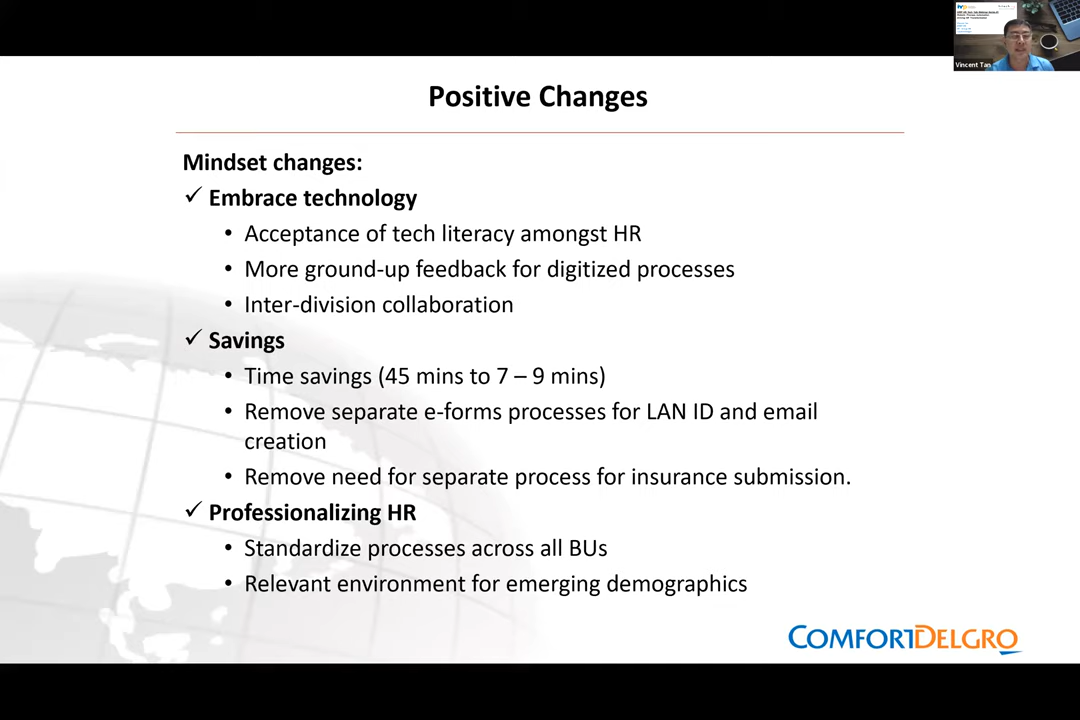 Vincent Tan
Positive Changes
Mindset changes:
✓ Embrace technology
• Acceptance of tech literacy amongst HR
• More ground-up feedback for digitized processes
• Inter-division collaboration
✓ Savings
• Time savings (45 mins to 7 – 9 mins)
• Remove separate e-forms processes for LAN ID and email
creation
• Remove need for separate process for insurance submission.
✓ Professionalizing HR
• Standardize processes across all BUs
• Relevant environment for emerging demographics
COMFORTDELGRO